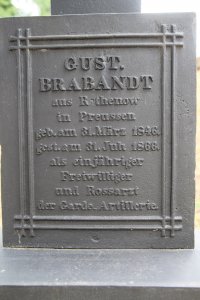 GUST.
BRABANDT
aus Rathenow
in Preussen
geb. am 31. März 1846.
gest. am 31. Juli 1866.
als einjähriger
Freiwilliger
und Rossarzt
der Garde-Artillerie.